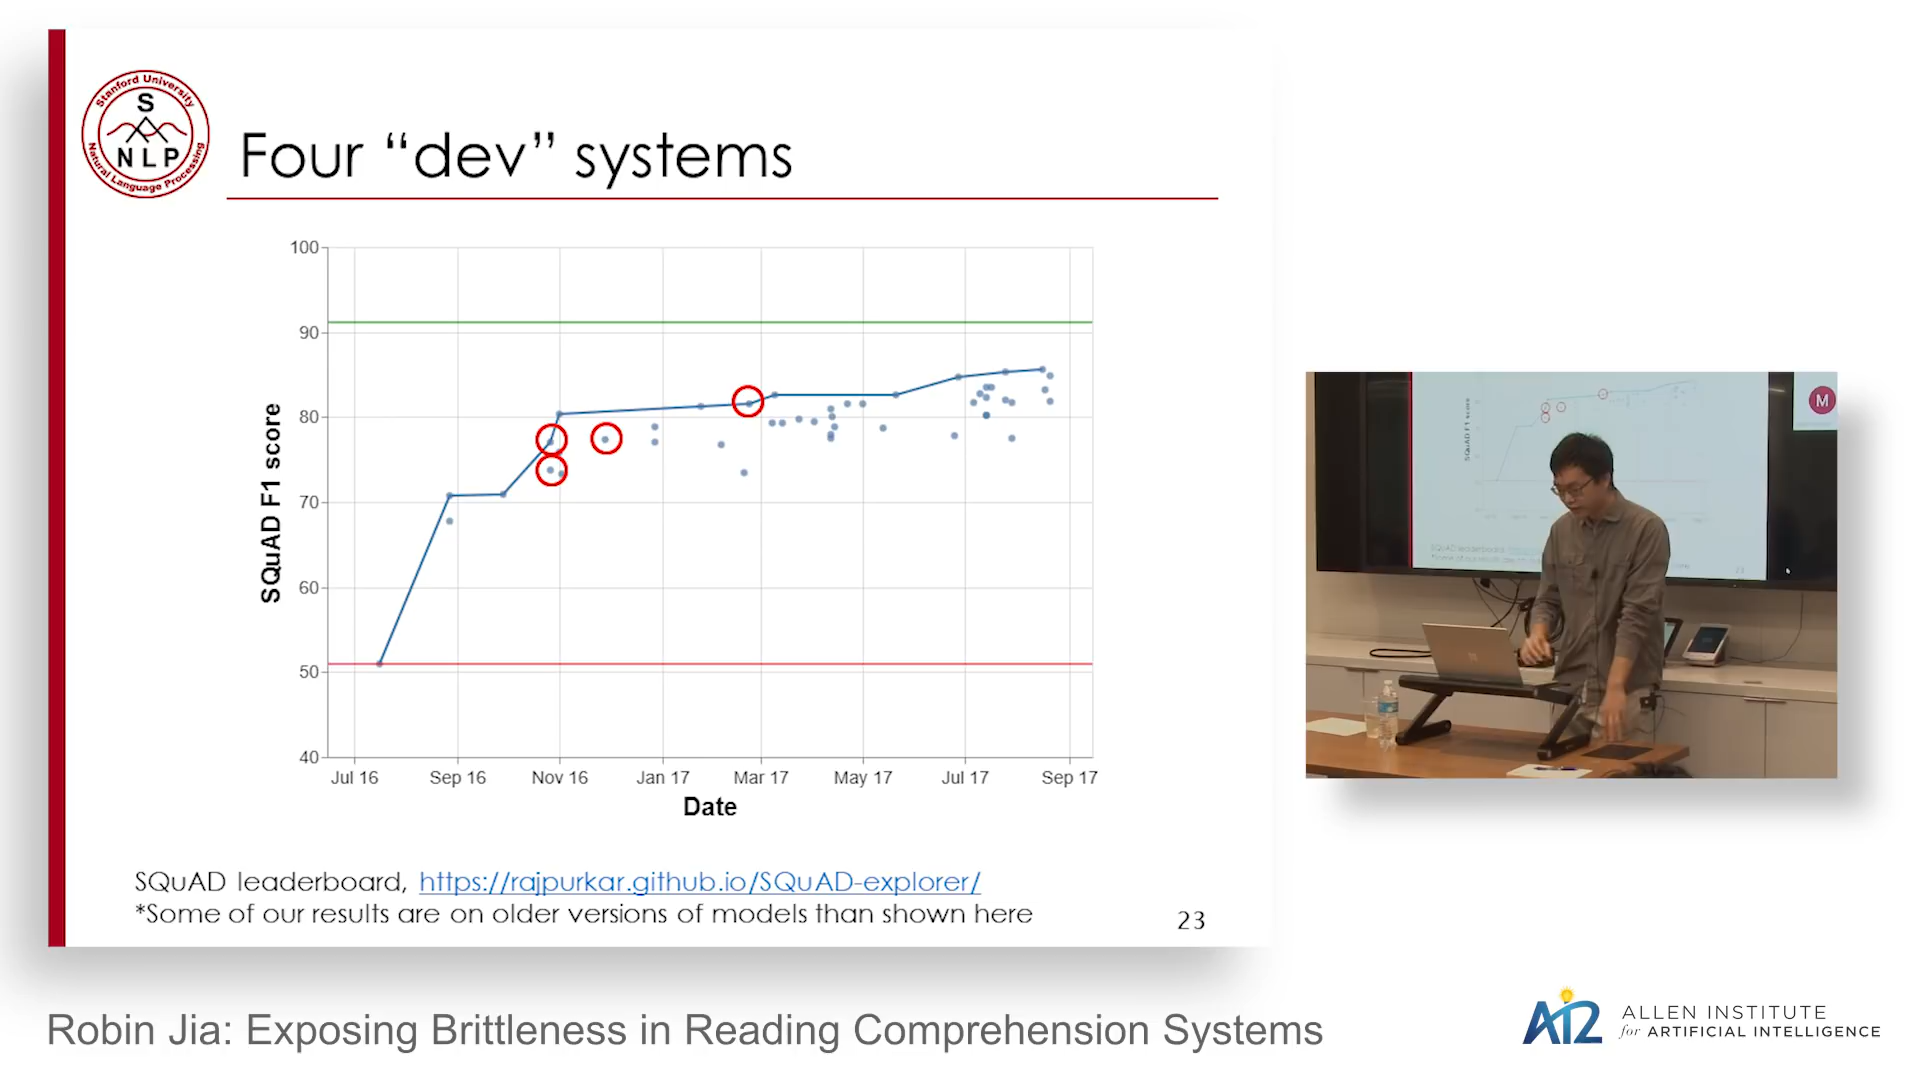 Stanford University
S
NLP
Natural Language Processing
Four “dev” systems
100
90
80
70
60
50
40
SQuAD F1 score
Jul 16 Sep 16 Nov 16 Jan 17 Mar 17 May 17 Jul 17 Sep 17
Date
SQuAD leaderboard, https://rajpurkar.github.io/SQuAD-explorer/
*Some of our results are on older versions of models than shown here
23
M
SQuAD F1 score
Robin Jia: Exposing Brittleness in Reading Comprehension Systems
AI2
ALLEN INSTITUTE
for ARTIFICIAL INTELLIGENCE